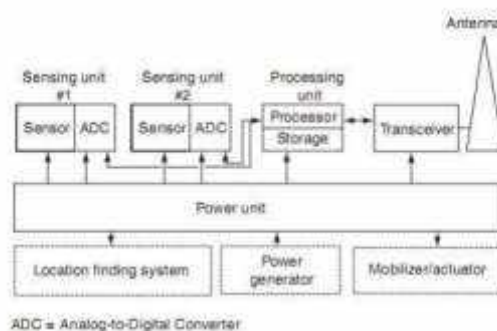 Antenna
Sensing unit
#1
Sensing unit
#2
Processing
unit
Sensor
ADC
Sensor
ADC
Processor
Storage
Transceiver
Power unit
Location finding system
Power
generator
Mobilizer/actuator
ADC = Analog-to-Digital Converter